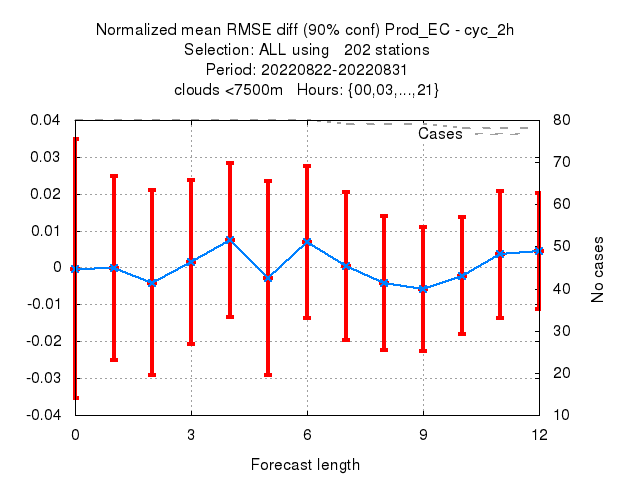 Normalized mean RMSE diff (90% conf) Prod_EC - cyc_2h
Selection: ALL using   202 stations
Period: 20220822-20220831
clouds <7500m   Hours: {00,03,...,21}
0.04
0.03
0.02
0.01
0
-0.01
-0.02
-0.03
-0.04
Cases
80
70
60
50
40
30
20
10
No cases
0 3 6 9 12
Forecast length